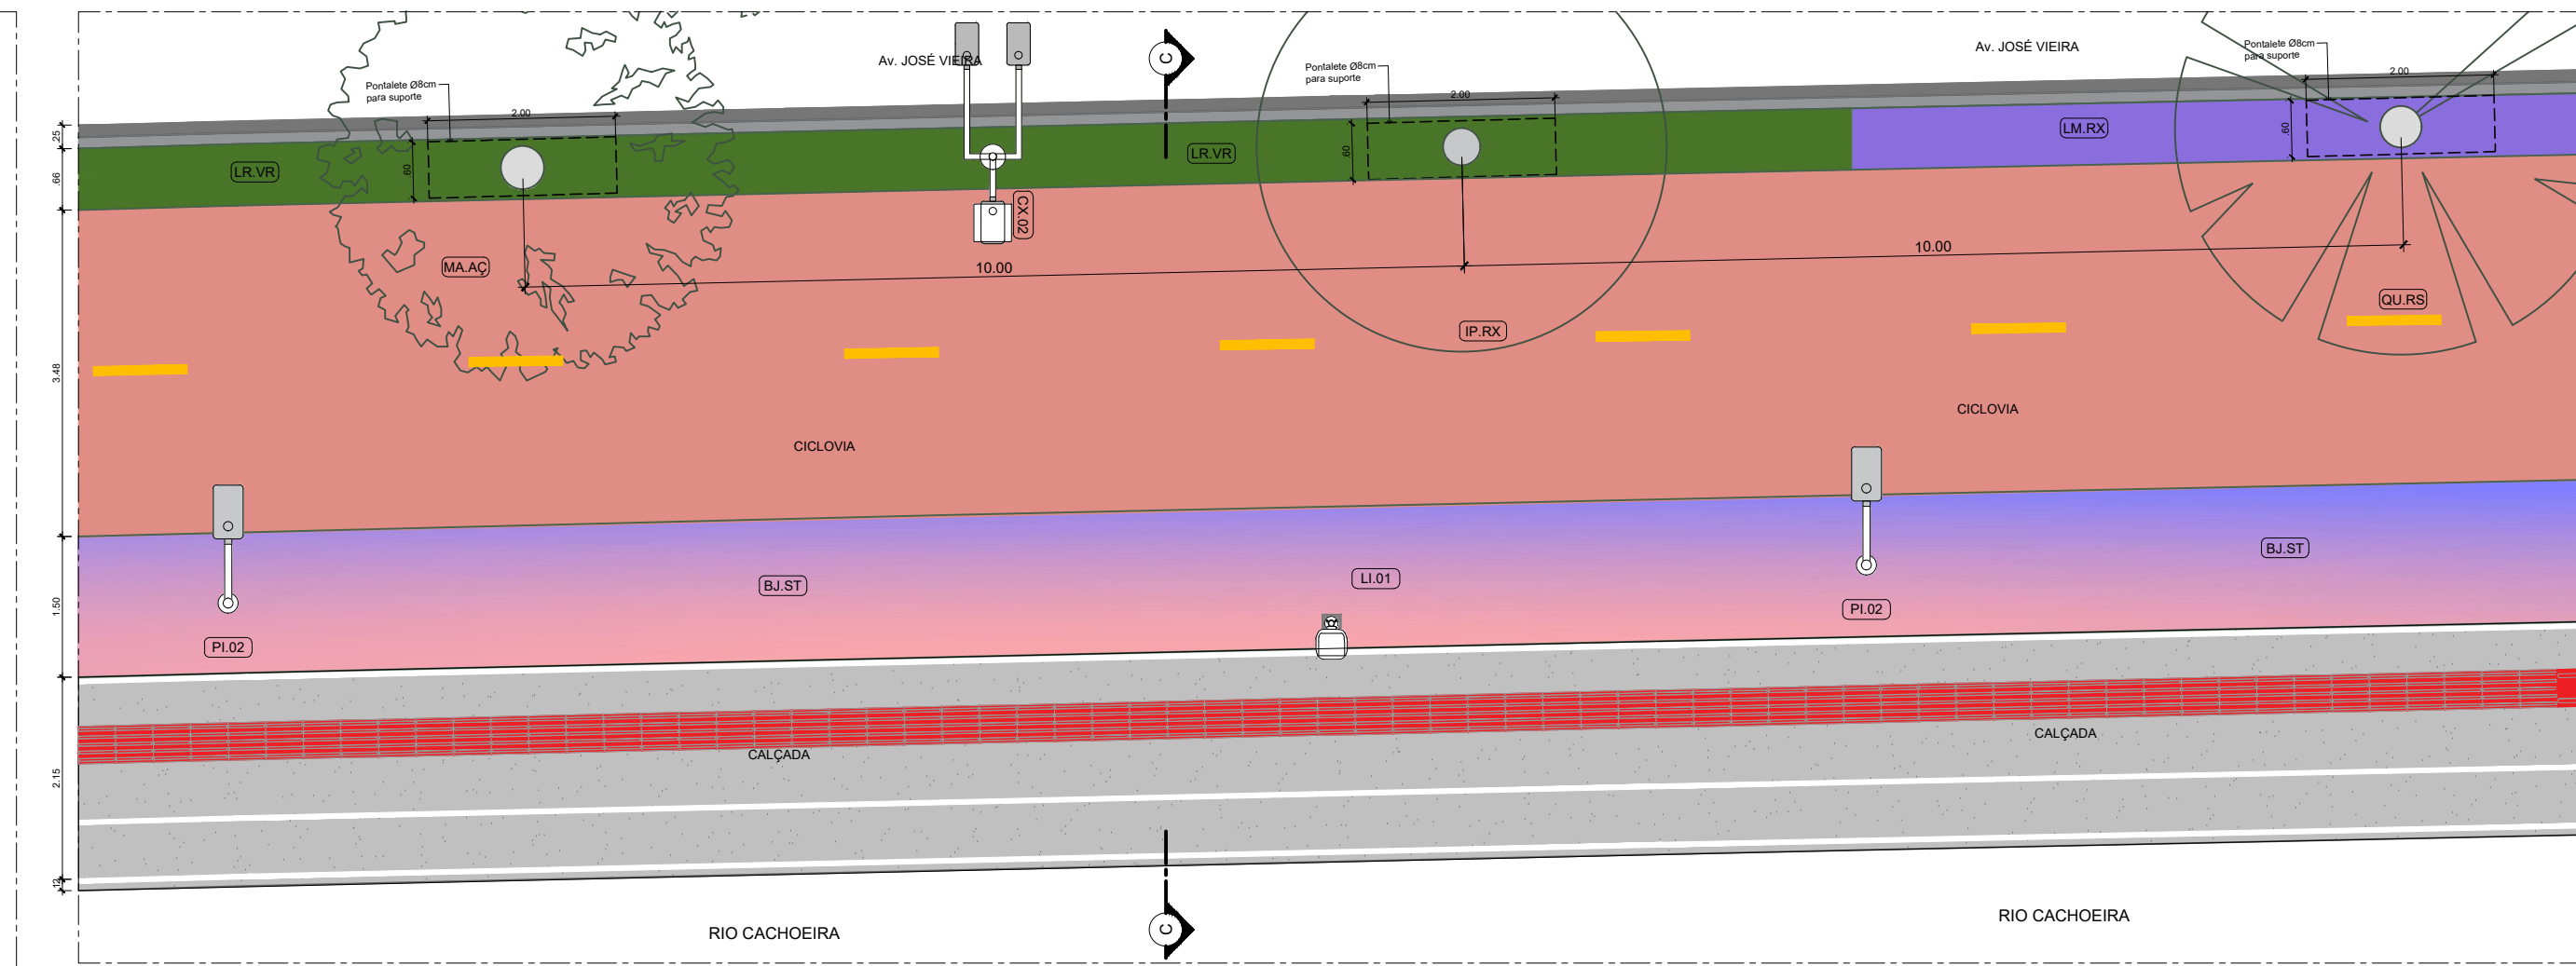 Av. JOSÉ VIEIRA
C
Av. JOSÉ VIEIRA
Pontalete Ø8cm
para suporte
Pontalete Ø8cm
para suporte
Pontalete Ø8cm
para suporte
2.00
2.00
2.00
.25
.66
.60
.60
.60
LR.VR
LR.VR
LM.RX
CX.02
MA.AÇ
10.00
10.00
IP.RX
QU.RS
3.48
CICLOVIA
CICLOVIA
1.50
BJ.ST
LI.01
BJ.ST
PI.02
PI.02
2.15
CALÇADA
CALÇADA
.12
RIO CACHOEIRA
C
RIO CACHOEIRA